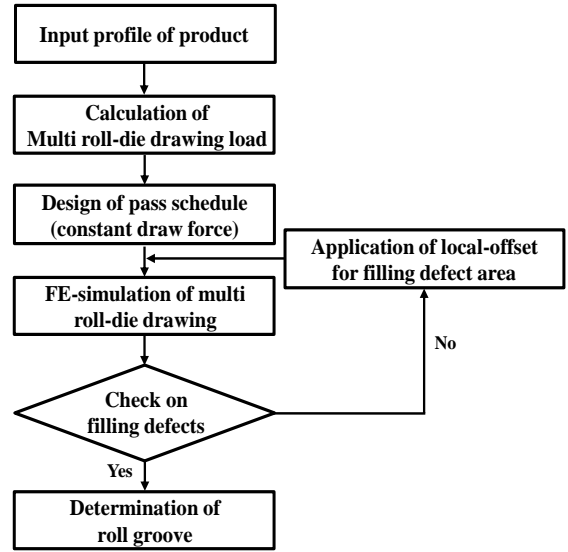 Input profile of product
Calculation of
Multi roll-die drawing load
Design of pass schedule
(constant draw force)
Application of local-offset
for filling defect area
FE-simulation of multi
roll-die drawing
No
Check on
filling defects
Yes
Determination of
roll groove